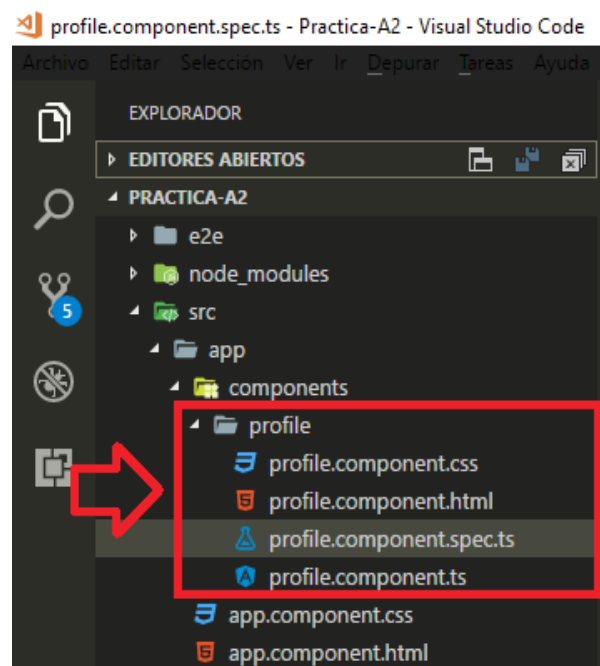 profile.component.spec.ts - Practica-A2 - Visual Studio Code
Archivo Editar Selección Ver Ir Depurar Tareas Ayuda
EXPLORADOR
EDITORES ABIERTOS
PRACTICA-A2
e2e
node_modules
src
5
app
components
profile
profile.component.css
profile.component.html
profile.component.spec.ts
profile.component.ts
app.component.css
app.component.html